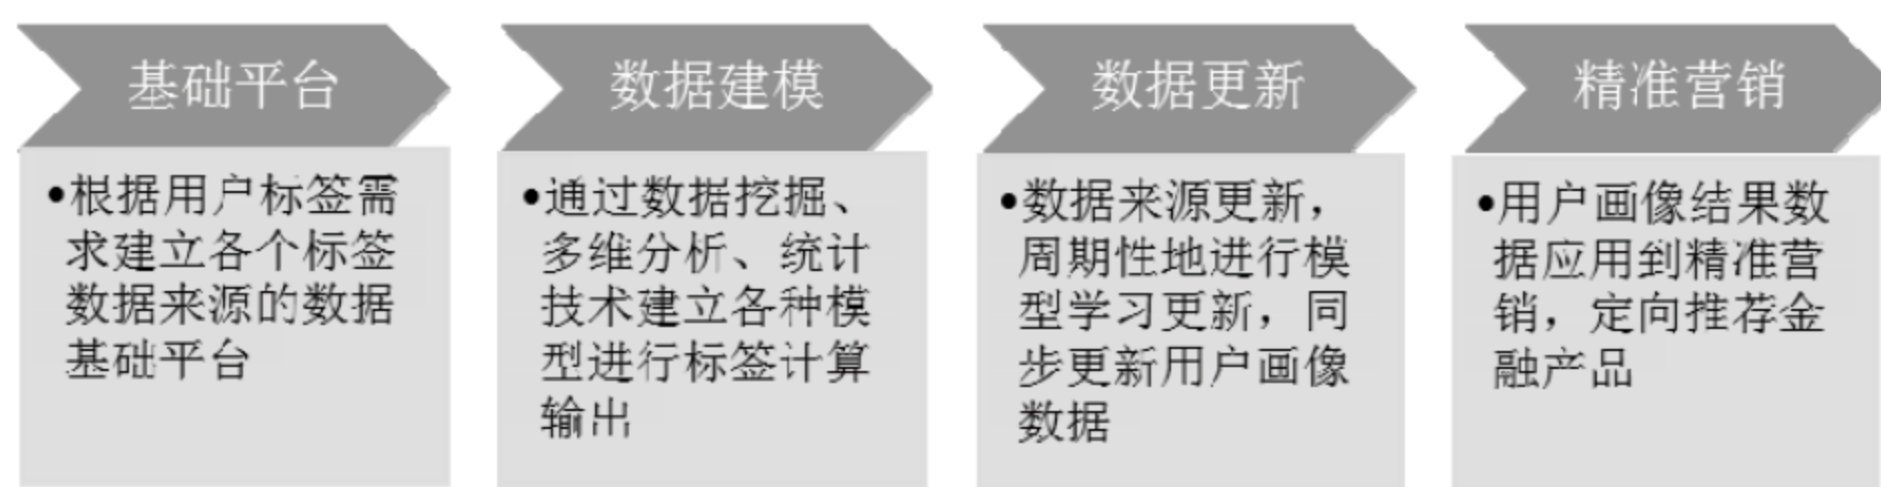 基础平台
•根据用户标签需
求建立各个标签
数据来源的数据
基础平台
数据建模
•通过数据挖掘、
多维分析、统计
技术建立各种模
型进行标签计算
输出
数据更新
•数据来源更新，
周期性地进行模
型学习更新，同
步更新用户画像
数据
精准营销
•用户画像结果数
据应用到精准营
销，定向推荐金
融产品